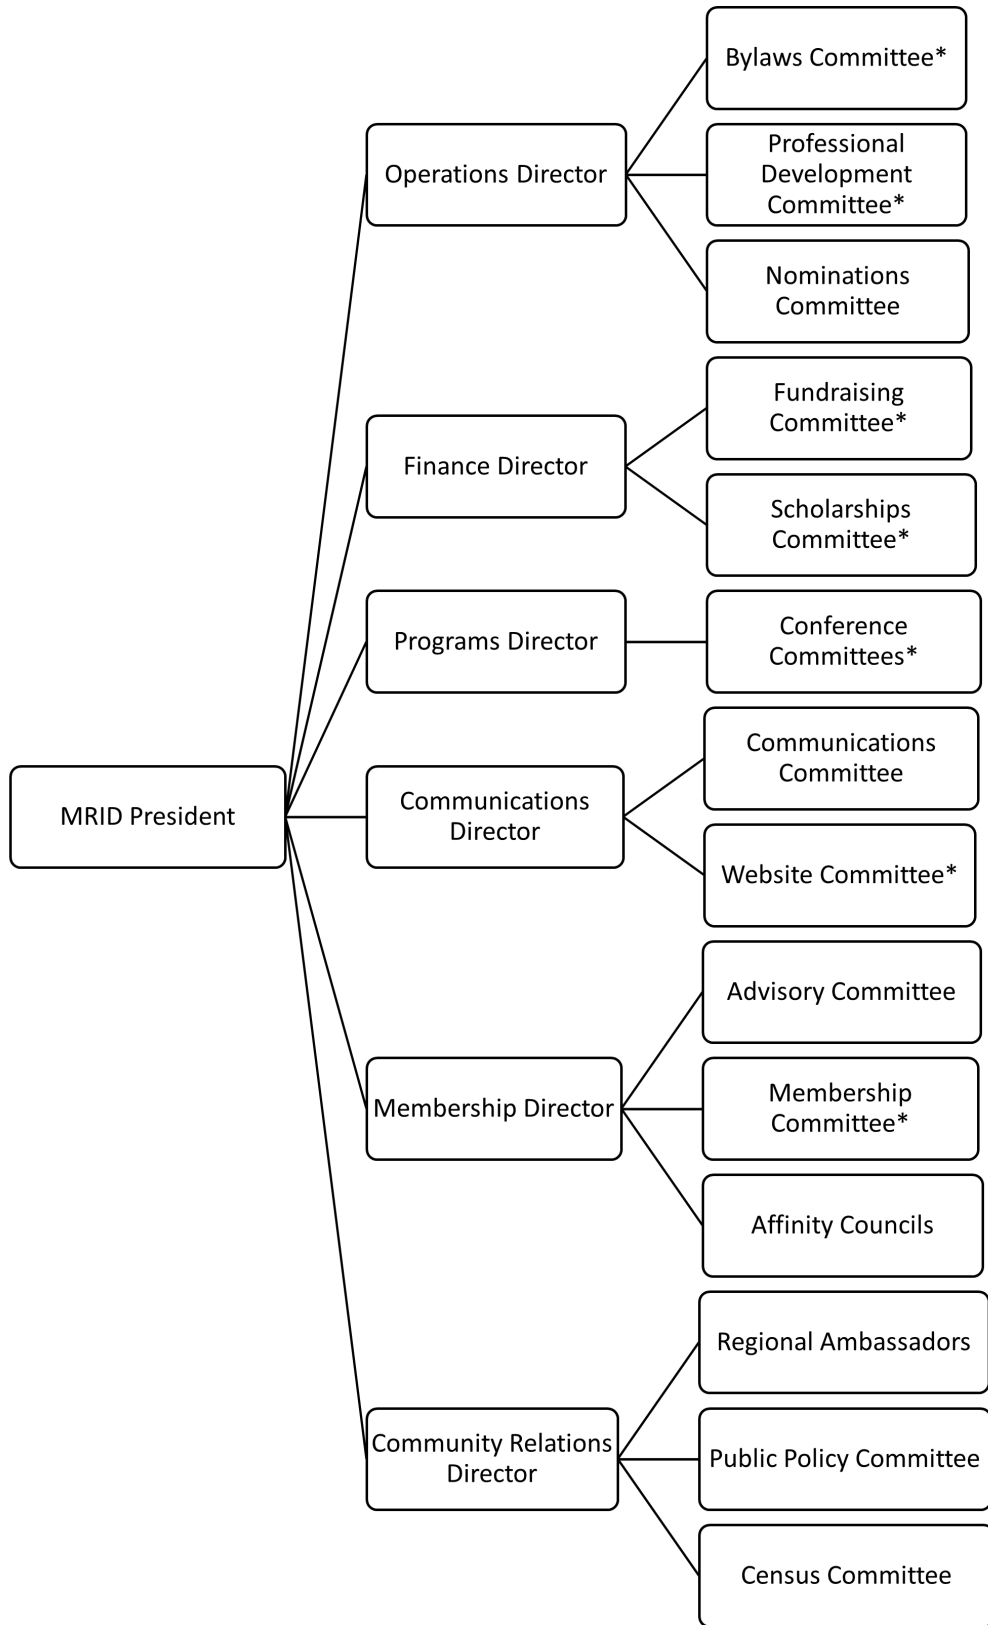 MRID President
Operations Director
Bylaws Committee*
Professional
Development
Committee*
Nominations
Committee
Finance Director
Fundraising
Committee*
Scholarships
Committee*
Programs Director
Conference
Committees*
Communications
Director
Communications
Committee
Website Committee*
Membership Director
Advisory Committee
Membership
Committee*
Affinity Councils
Community Relations
Director
Regional Ambassadors
Public Policy Committee
Census Committee